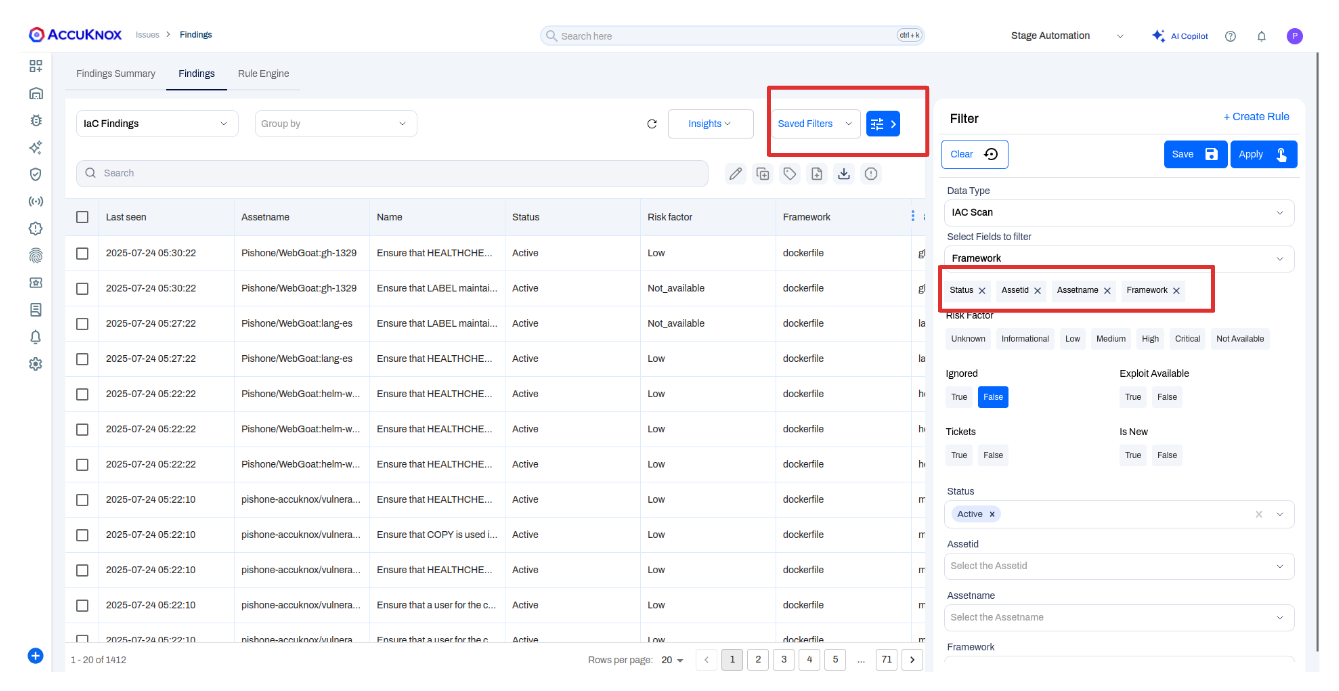 ACCUKNOX Issues > Findings Search here ctrl+k Stage Automation AI Copilot P
Findings Summary Findings Rule Engine
IaC Findings Group by Insights Saved Filters
Search
Last seen Assetname Name Status Risk factor Framework
2025-07-24 05:30:22 Pishone/WebGoat:gh-1329 Ensure that HEALTHCHE... Active Low dockerfile
2025-07-24 05:30:22 Pishone/WebGoat:gh-1329 Ensure that LABEL maintai... Active Not_available dockerfile
2025-07-24 05:27:22 Pishone/WebGoat:lang-es Ensure that LABEL maintai... Active Not_available dockerfile
2025-07-24 05:27:22 Pishone/WebGoat:lang-es Ensure that HEALTHCHE... Active Low dockerfile
2025-07-24 05:22:22 Pishone/WebGoat:helm-w... Ensure that HEALTHCHE... Active Low dockerfile
2025-07-24 05:22:22 Pishone/WebGoat:helm-w... Ensure that HEALTHCHE... Active Low dockerfile
2025-07-24 05:22:22 Pishone/WebGoat:helm-w... Ensure that HEALTHCHE... Active Low dockerfile
2025-07-24 05:22:10 pishone-accuknox/vulnera... Ensure that HEALTHCHE... Active Low dockerfile
2025-07-24 05:22:10 pishone-accuknox/vulnera... Ensure that COPY is used i... Active Low dockerfile
2025-07-24 05:22:10 pishone-accuknox/vulnera... Ensure that HEALTHCHE... Active Low dockerfile
2025-07-24 05:22:10 pishone-accuknox/vulnera... Ensure that a user for the c... Active Low dockerfile
2025-07-24 05:22:10 pishone-accuknox/vulnera Ensure that a user for the c Active Low dockerfile
1 - 20 of 1412 Rows per page: 20 < 1 2 3 4 5 ... 71 >
Filter + Create Rule
Clear Save Apply
Data Type
IAC Scan
Select Fields to filter
Framework
Status Assetid Assetname Framework
Risk Factor
Unknown Informational Low Medium High Critical Not Available
Ignored Exploit Available
True False True False
Tickets Is New
True False True False
Status
Active
Assetid
Select the Assetid
Assetname
Select the Assetname
Framework